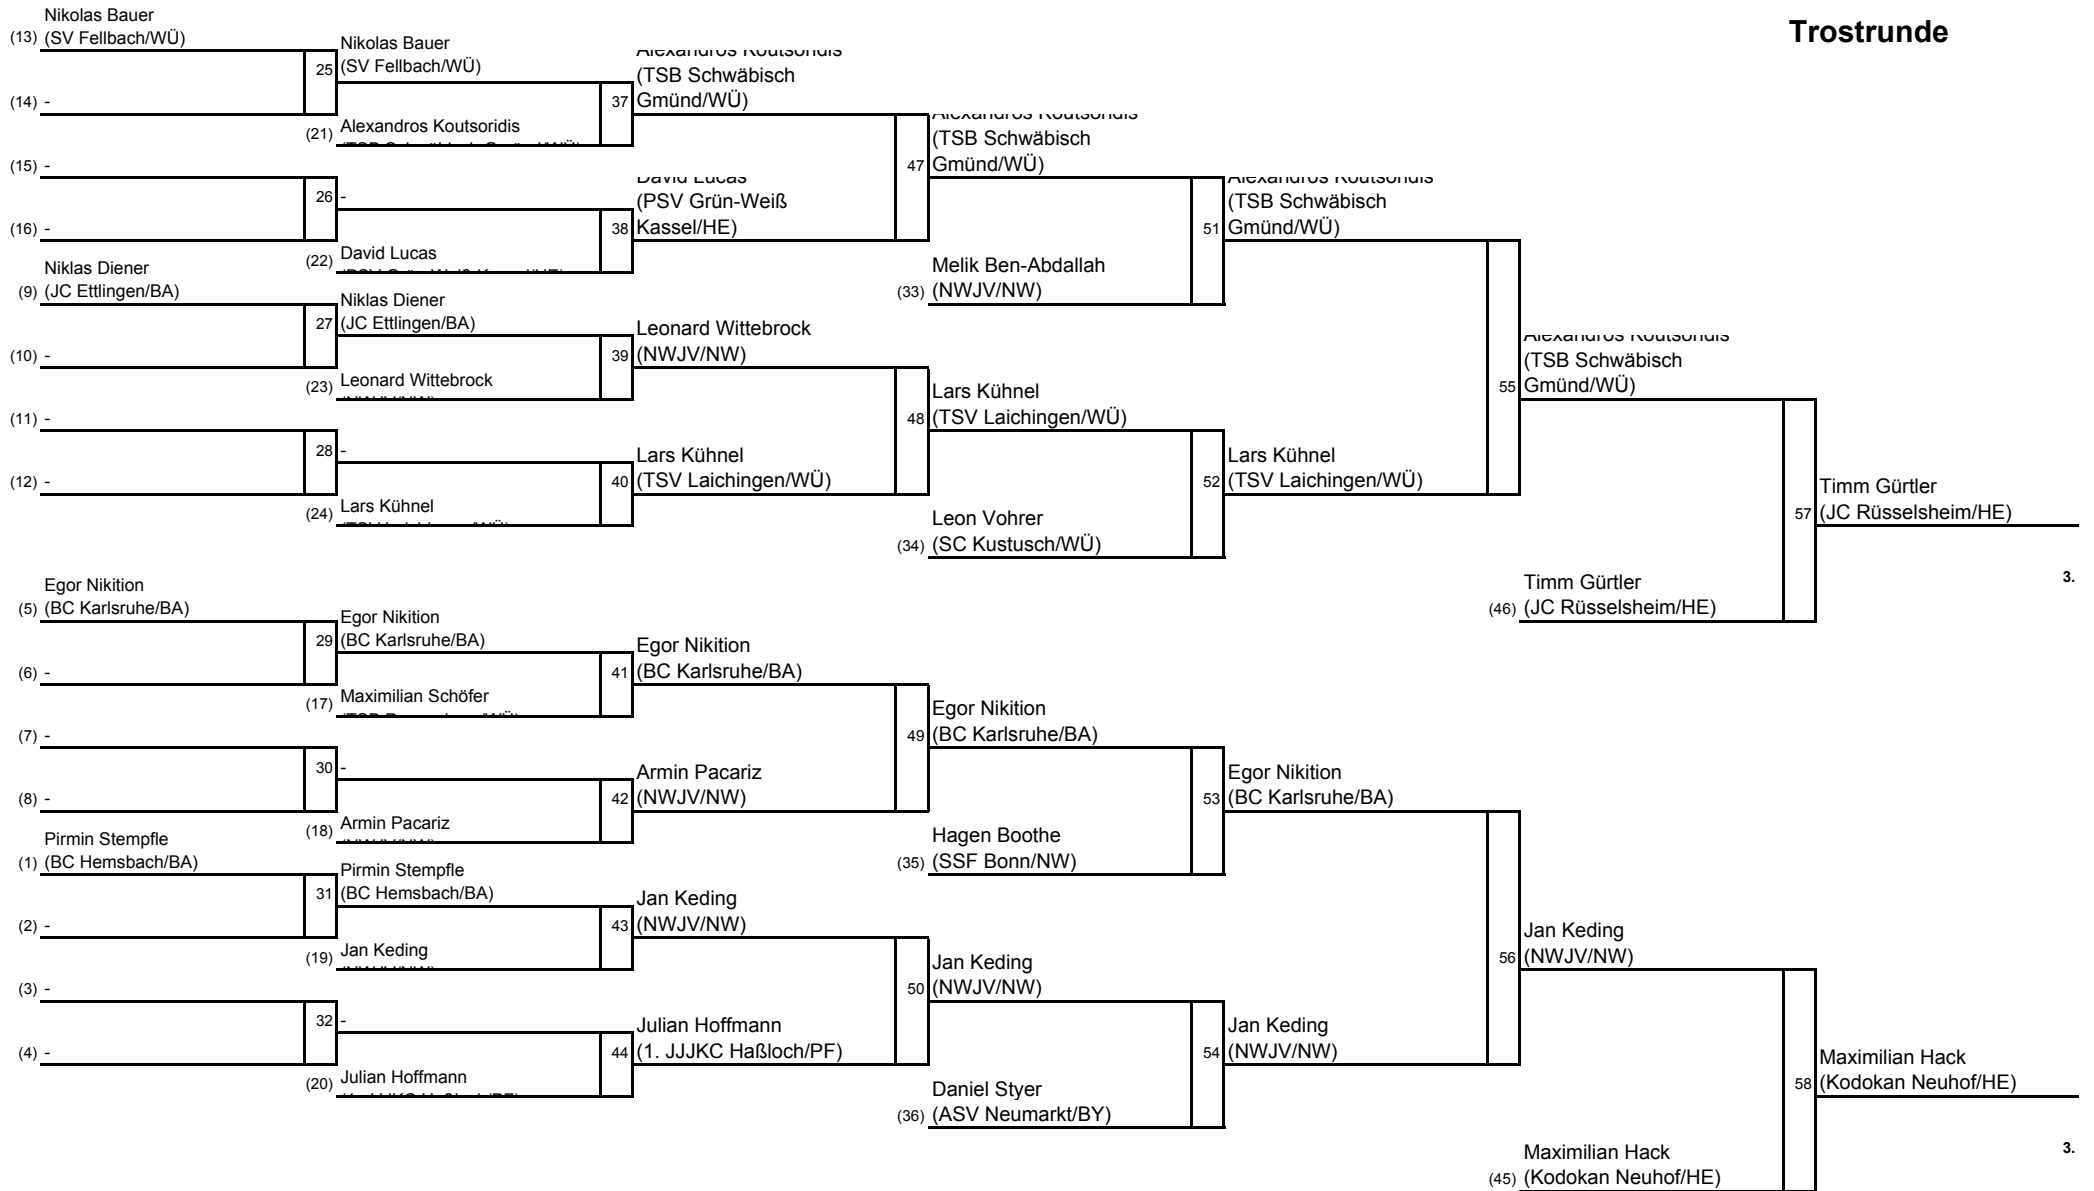 Trostrunde
Nikolas Bauer
(13) (SV Fellbach/WÜ)
(14) -
(15) -
(16) -
Niklas Diener
(9) (JC Ettlingen/BA)
(10) -
(11) -
(12) -
Egor Nikition
(5) (BC Karlsruhe/BA)
(6) -
(7) -
(8) -
Pirmin Stempfle
(1) (BC Hemsbach/BA)
(2) -
(3) -
(4) -
Nikolas Bauer
25 (SV Fellbach/WÜ)
(21) Alexandros Koutsoridis
26 -
(22) David Lucas
Niklas Diener
27 (JC Ettlingen/BA)
(23) Leonard Wittebrock
28 -
(24) Lars Kühnel
Egor Nikition
29 (BC Karlsruhe/BA)
(17) Maximilian Schöfer
30 -
(18) Armin Pacariz
Pirmin Stempfle
31 (BC Hemsbach/BA)
(19) Jan Keding
32 -
(20) Julian Hoffmann
Alexandros Koutsoridis
(TSB Schwäbisch
37 Gmünd/WÜ)
David Lucas
(PSV Grün-Weiß
38 Kassel/HE)
Leonard Wittebrock
39 (NWJV/NW)
Lars Kühnel
40 (TSV Laichingen/WÜ)
Egor Nikition
41 (BC Karlsruhe/BA)
Armin Pacariz
42 (NWJV/NW)
Jan Keding
43 (NWJV/NW)
Julian Hoffmann
44 (1. JJJKC Haßloch/PF)
Alexandros Koutsoridis
(TSB Schwäbisch
47 Gmünd/WÜ)
Melik Ben-Abdallah
(33) (NWJV/NW)
Lars Kühnel
48 (TSV Laichingen/WÜ)
Leon Vohrer
(34) (SC Kustusch/WÜ)
Egor Nikition
49 (BC Karlsruhe/BA)
Hagen Boothe
(35) (SSF Bonn/NW)
Jan Keding
50 (NWJV/NW)
Daniel Styer
(36) (ASV Neumarkt/BY)
Alexandros Koutsoridis
(TSB Schwäbisch
51 Gmünd/WÜ)
Lars Kühnel
52 (TSV Laichingen/WÜ)
Egor Nikition
53 (BC Karlsruhe/BA)
Jan Keding
54 (NWJV/NW)
Alexandros Koutsoridis
(TSB Schwäbisch
55 Gmünd/WÜ)
Timm Gürtler
(46) (JC Rüsselsheim/HE)
Jan Keding
56 (NWJV/NW)
Maximilian Hack
(45) (Kodokan Neuhof/HE)
Timm Gürtler
57 (JC Rüsselsheim/HE)
3.
Maximilian Hack
58 (Kodokan Neuhof/HE)
3.